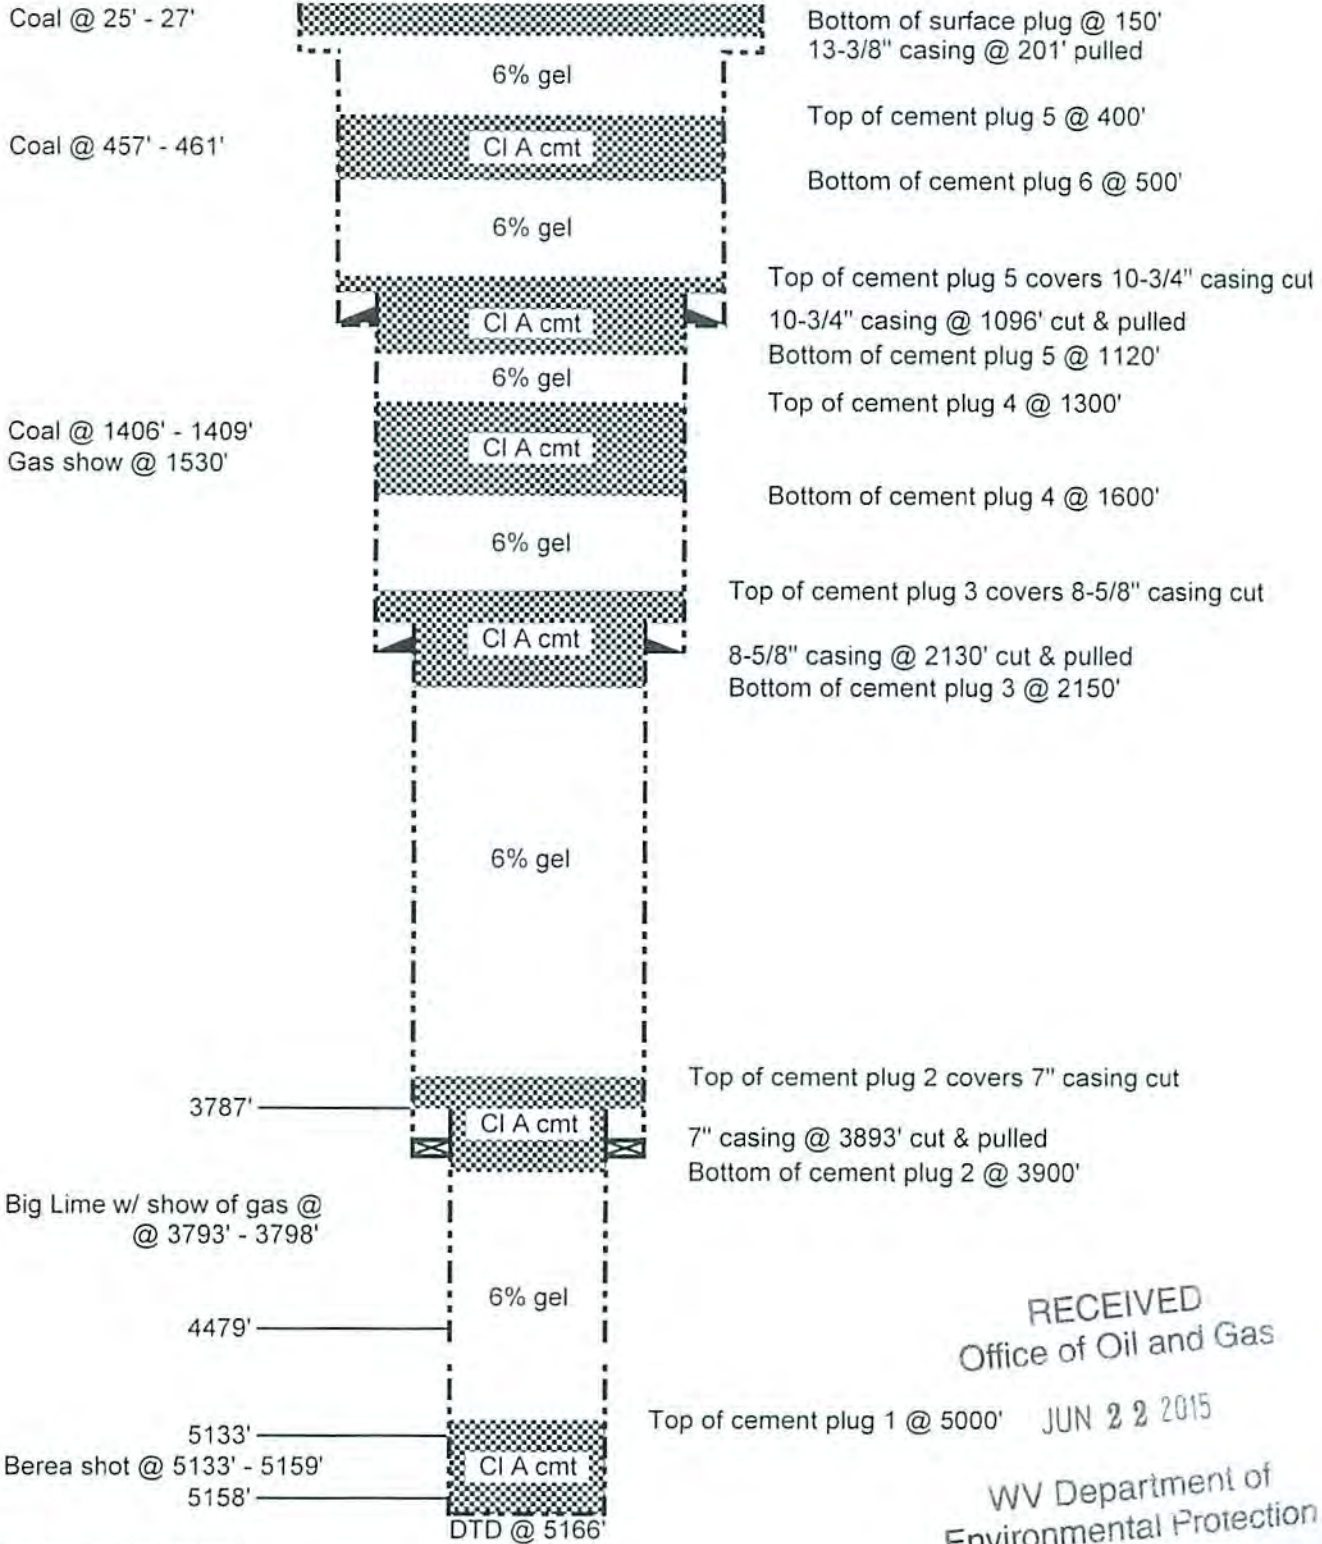 Coal @ 25' - 27'
Bottom of surface plug @ 150'
13-3/8" casing @ 201' pulled
6% gel
Top of cement plug 5 @ 400'
Coal @ 457' - 461'
Cl A cmt
Bottom of cement plug 6 @ 500'
6% gel
Top of cement plug 5 covers 10-3/4" casing cut
Cl A cmt
10-3/4" casing @ 1096' cut & pulled
Bottom of cement plug 5 @ 1120'
6% gel
Top of cement plug 4 @ 1300'
Coal @ 1406' - 1409'
Gas show @ 1530'
Cl A cmt
Bottom of cement plug 4 @ 1600'
6% gel
Top of cement plug 3 covers 8-5/8" casing cut
Cl A cmt
8-5/8" casing @ 2130' cut & pulled
Bottom of cement plug 3 @ 2150'
6% gel
Top of cement plug 2 covers 7" casing cut
3787'
Cl A cmt
7" casing @ 3893' cut & pulled
Bottom of cement plug 2 @ 3900'
Big Lime w/ show of gas @
@ 3793' - 3798'
6% gel
4479'
RECEIVED
Office of Oil and Gas
Top of cement plug 1 @ 5000'
JUN 22 2015
5133'
Berea shot @ 5133' - 5159'
Cl A cmt
5158'
DTD @ 5166'
WV Department of
Environmental Protection